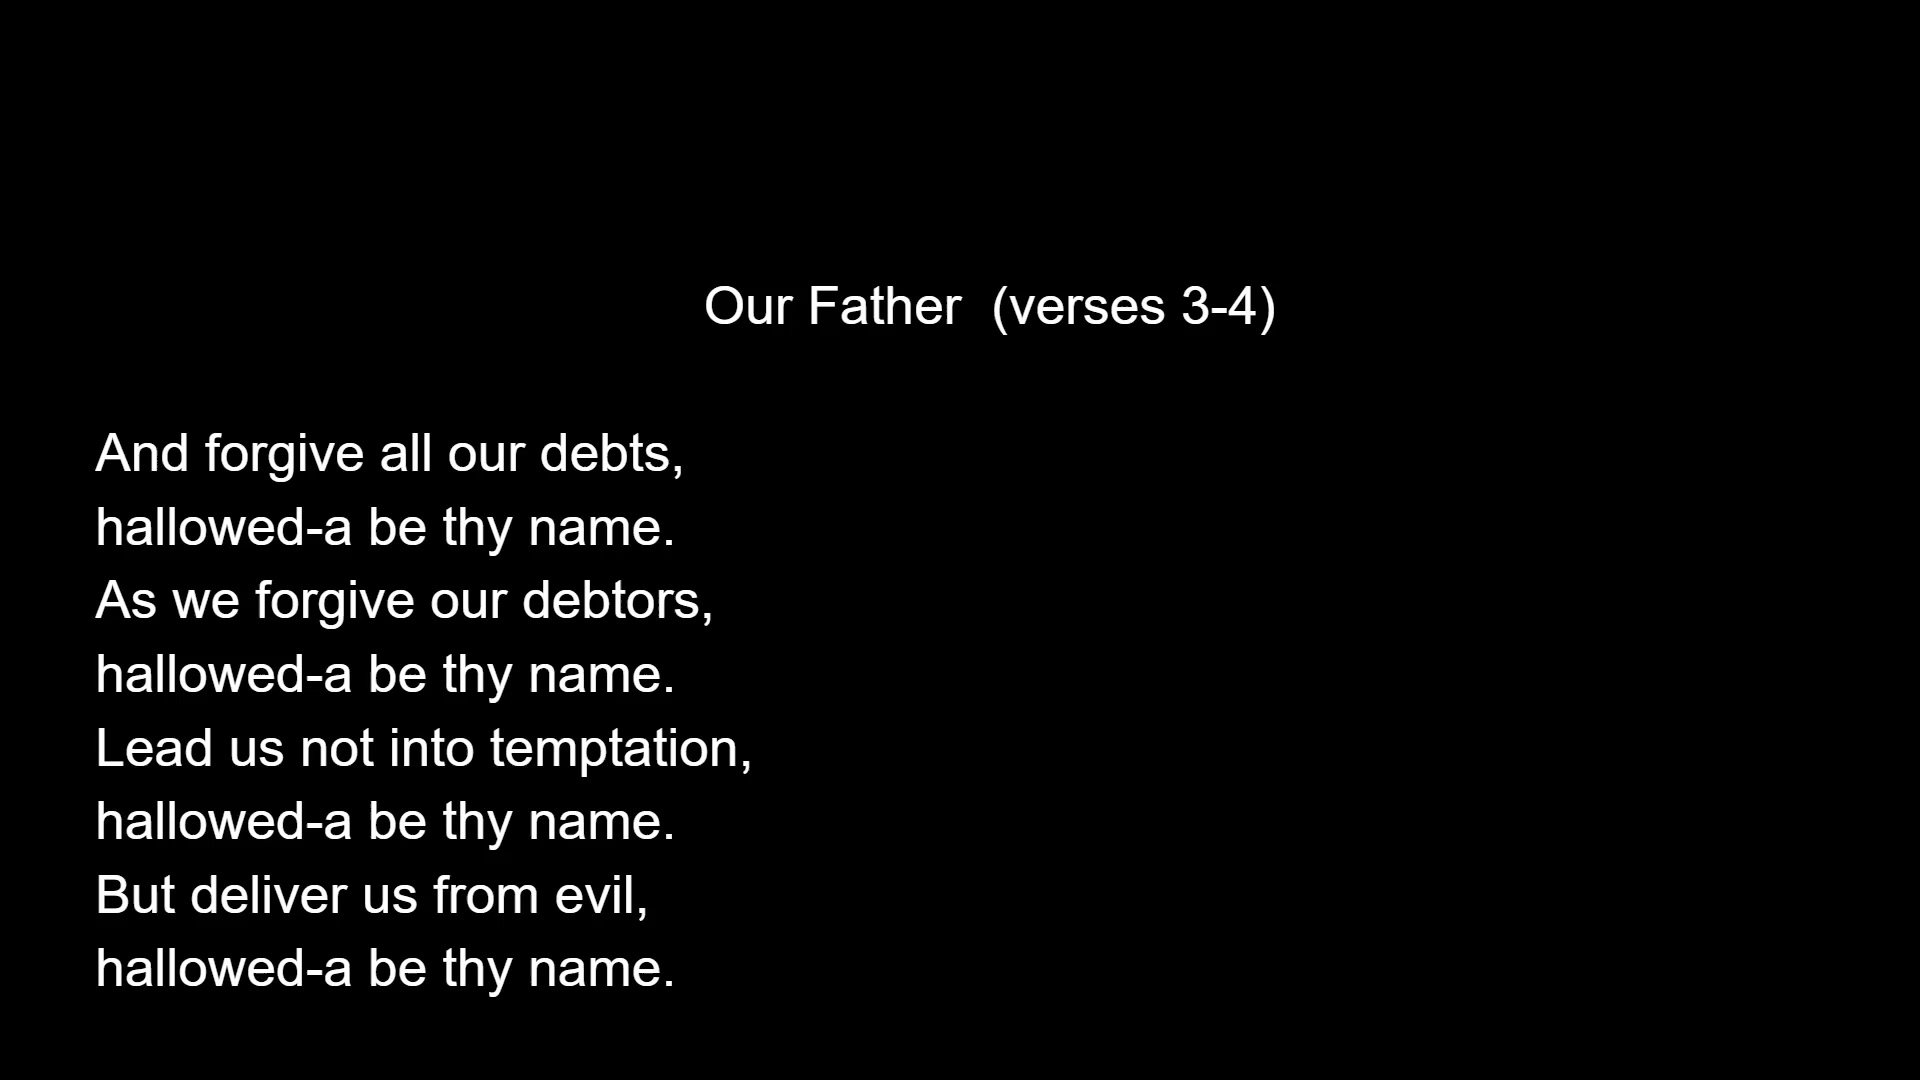 Our Father  (verses 3-4)
And forgive all our debts,
hallowed-a be thy name.
As we forgive our debtors,
hallowed-a be thy name.
Lead us not into temptation,
hallowed-a be thy name.
But deliver us from evil,
hallowed-a be thy name.